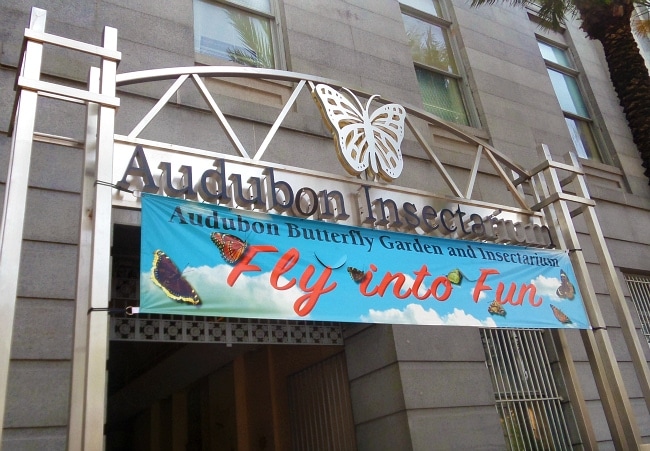 Audubon Insectarium
Audubon Butterfly Garden and Insectarium
Fly into Fun